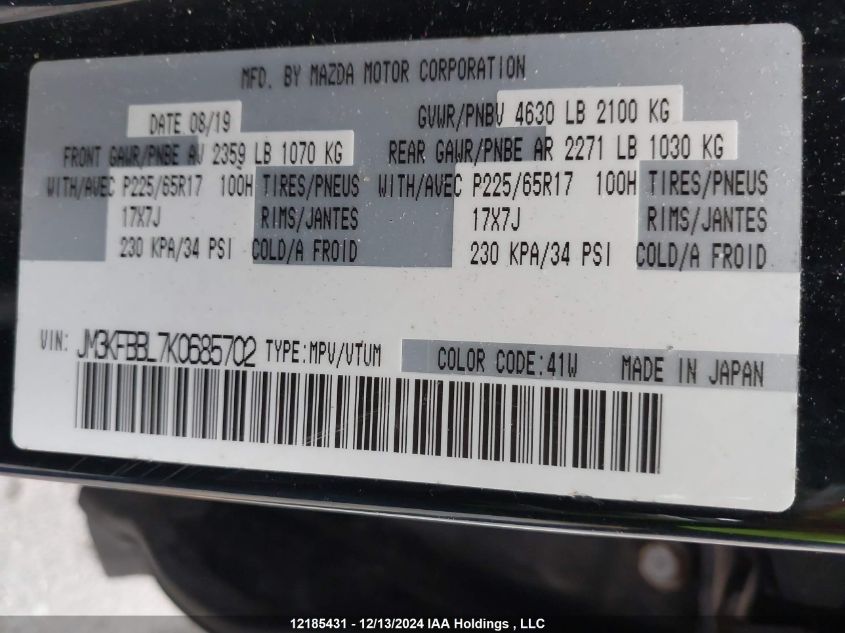 MFD. BY MAZDA MOTOR CORPORATION
DATE 08/19 GVWR/PNBV 4630 LB 2100 KG
FRONT GAWR/PNBE AV 2359 LB 1070 KG REAR GAWR/PNBE AR 2271 LB 1030 KG
WITH/AVEC P225/65R17 100H TIRES/PNEUS WITH/AVEC P225/65R17 100H TIRES/PNEUS
17X7J RIMS/JANTES 17X7J RIMS/JANTES
230 KPA/34 PSI COLD/A FROID 230 KPA/34 PSI COLD/A FROID
VIN: JM3KFBBL7K0685702 TYPE:MPV/VTUM COLOR CODE:41W MADE IN JAPAN
12185431 - 12/13/2024 IAA Holdings , LLC